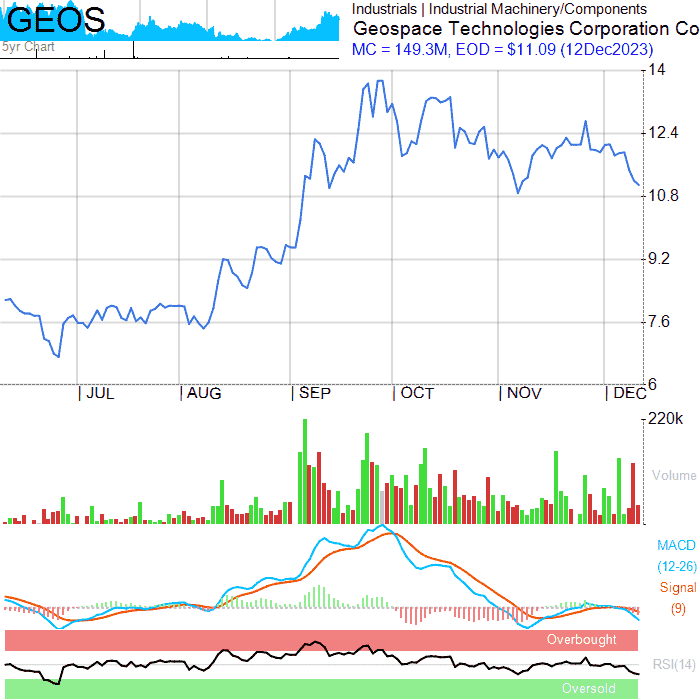 GEOS
5yr Chart
Industrials | Industrial Machinery/Components
Geospace Technologies Corporation Co
MC = 149.3M, EOD = $11.09 (12Dec2023)
14
12.4
10.8
9.2
7.6
6
JUL
AUG
SEP
OCT
NOV
DEC
220k
Volume
MACD
(12-26)
Signal
(9)
Overbought
RSI(14)
Oversold